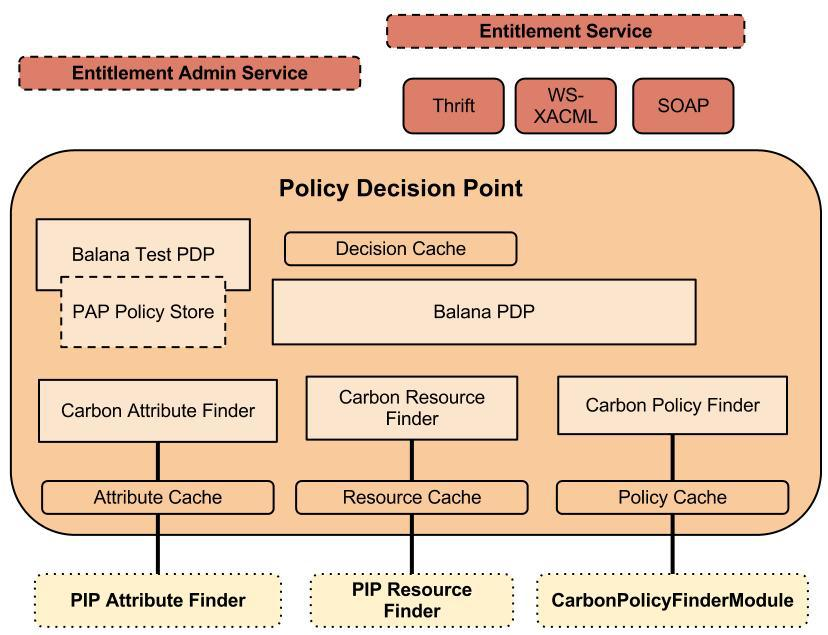 Entitlement Service
Entitlement Admin Service
Thrift
WS-
XACML
SOAP
Policy Decision Point
Balana Test PDP
Decision Cache
PAP Policy Store
Balana PDP
Carbon Attribute Finder
Carbon Resource
Finder
Carbon Policy Finder
Attribute Cache
Resource Cache
Policy Cache
PIP Attribute Finder
PIP Resource
Finder
CarbonPolicyFinderModule